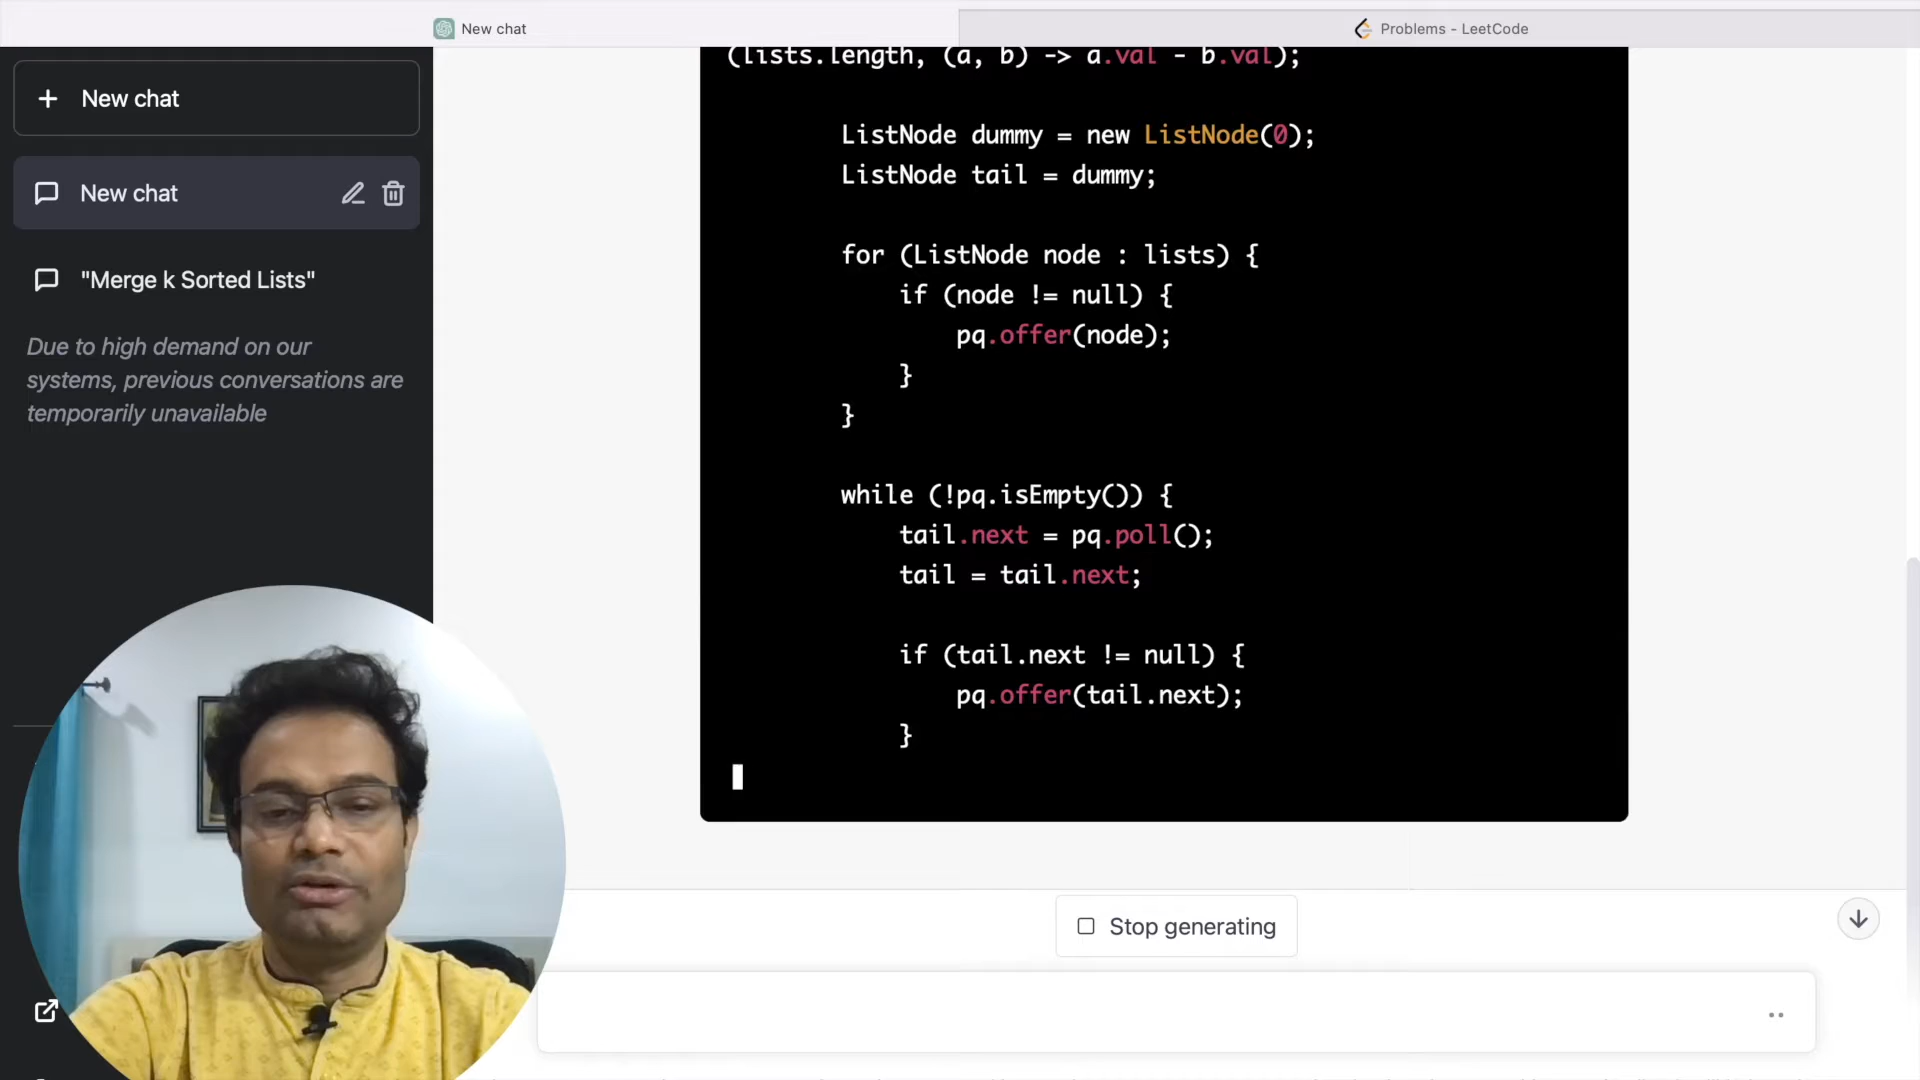 New chat
Problems - LeetCode
+ New chat
New chat
"Merge k Sorted Lists"
Due to high demand on our
systems, previous conversations are
temporarily unavailable
(lists.length, (a, b) -> a.val - b.val);
ListNode dummy = new ListNode(0);
ListNode tail = dummy;
for (ListNode node : lists) {
if (node != null) {
pq.offer(node);
}
}
while (!pq.isEmpty()) {
tail.next = pq.poll();
tail = tail.next;
if (tail.next != null) {
pq.offer(tail.next);
}
Stop generating